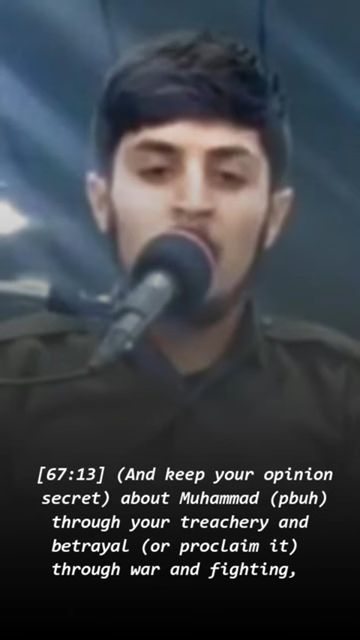 [67:13] (And keep your opinion
secret) about Muhammad (pbuh)
through your treachery and
betrayal (or proclaim it)
through war and fighting,